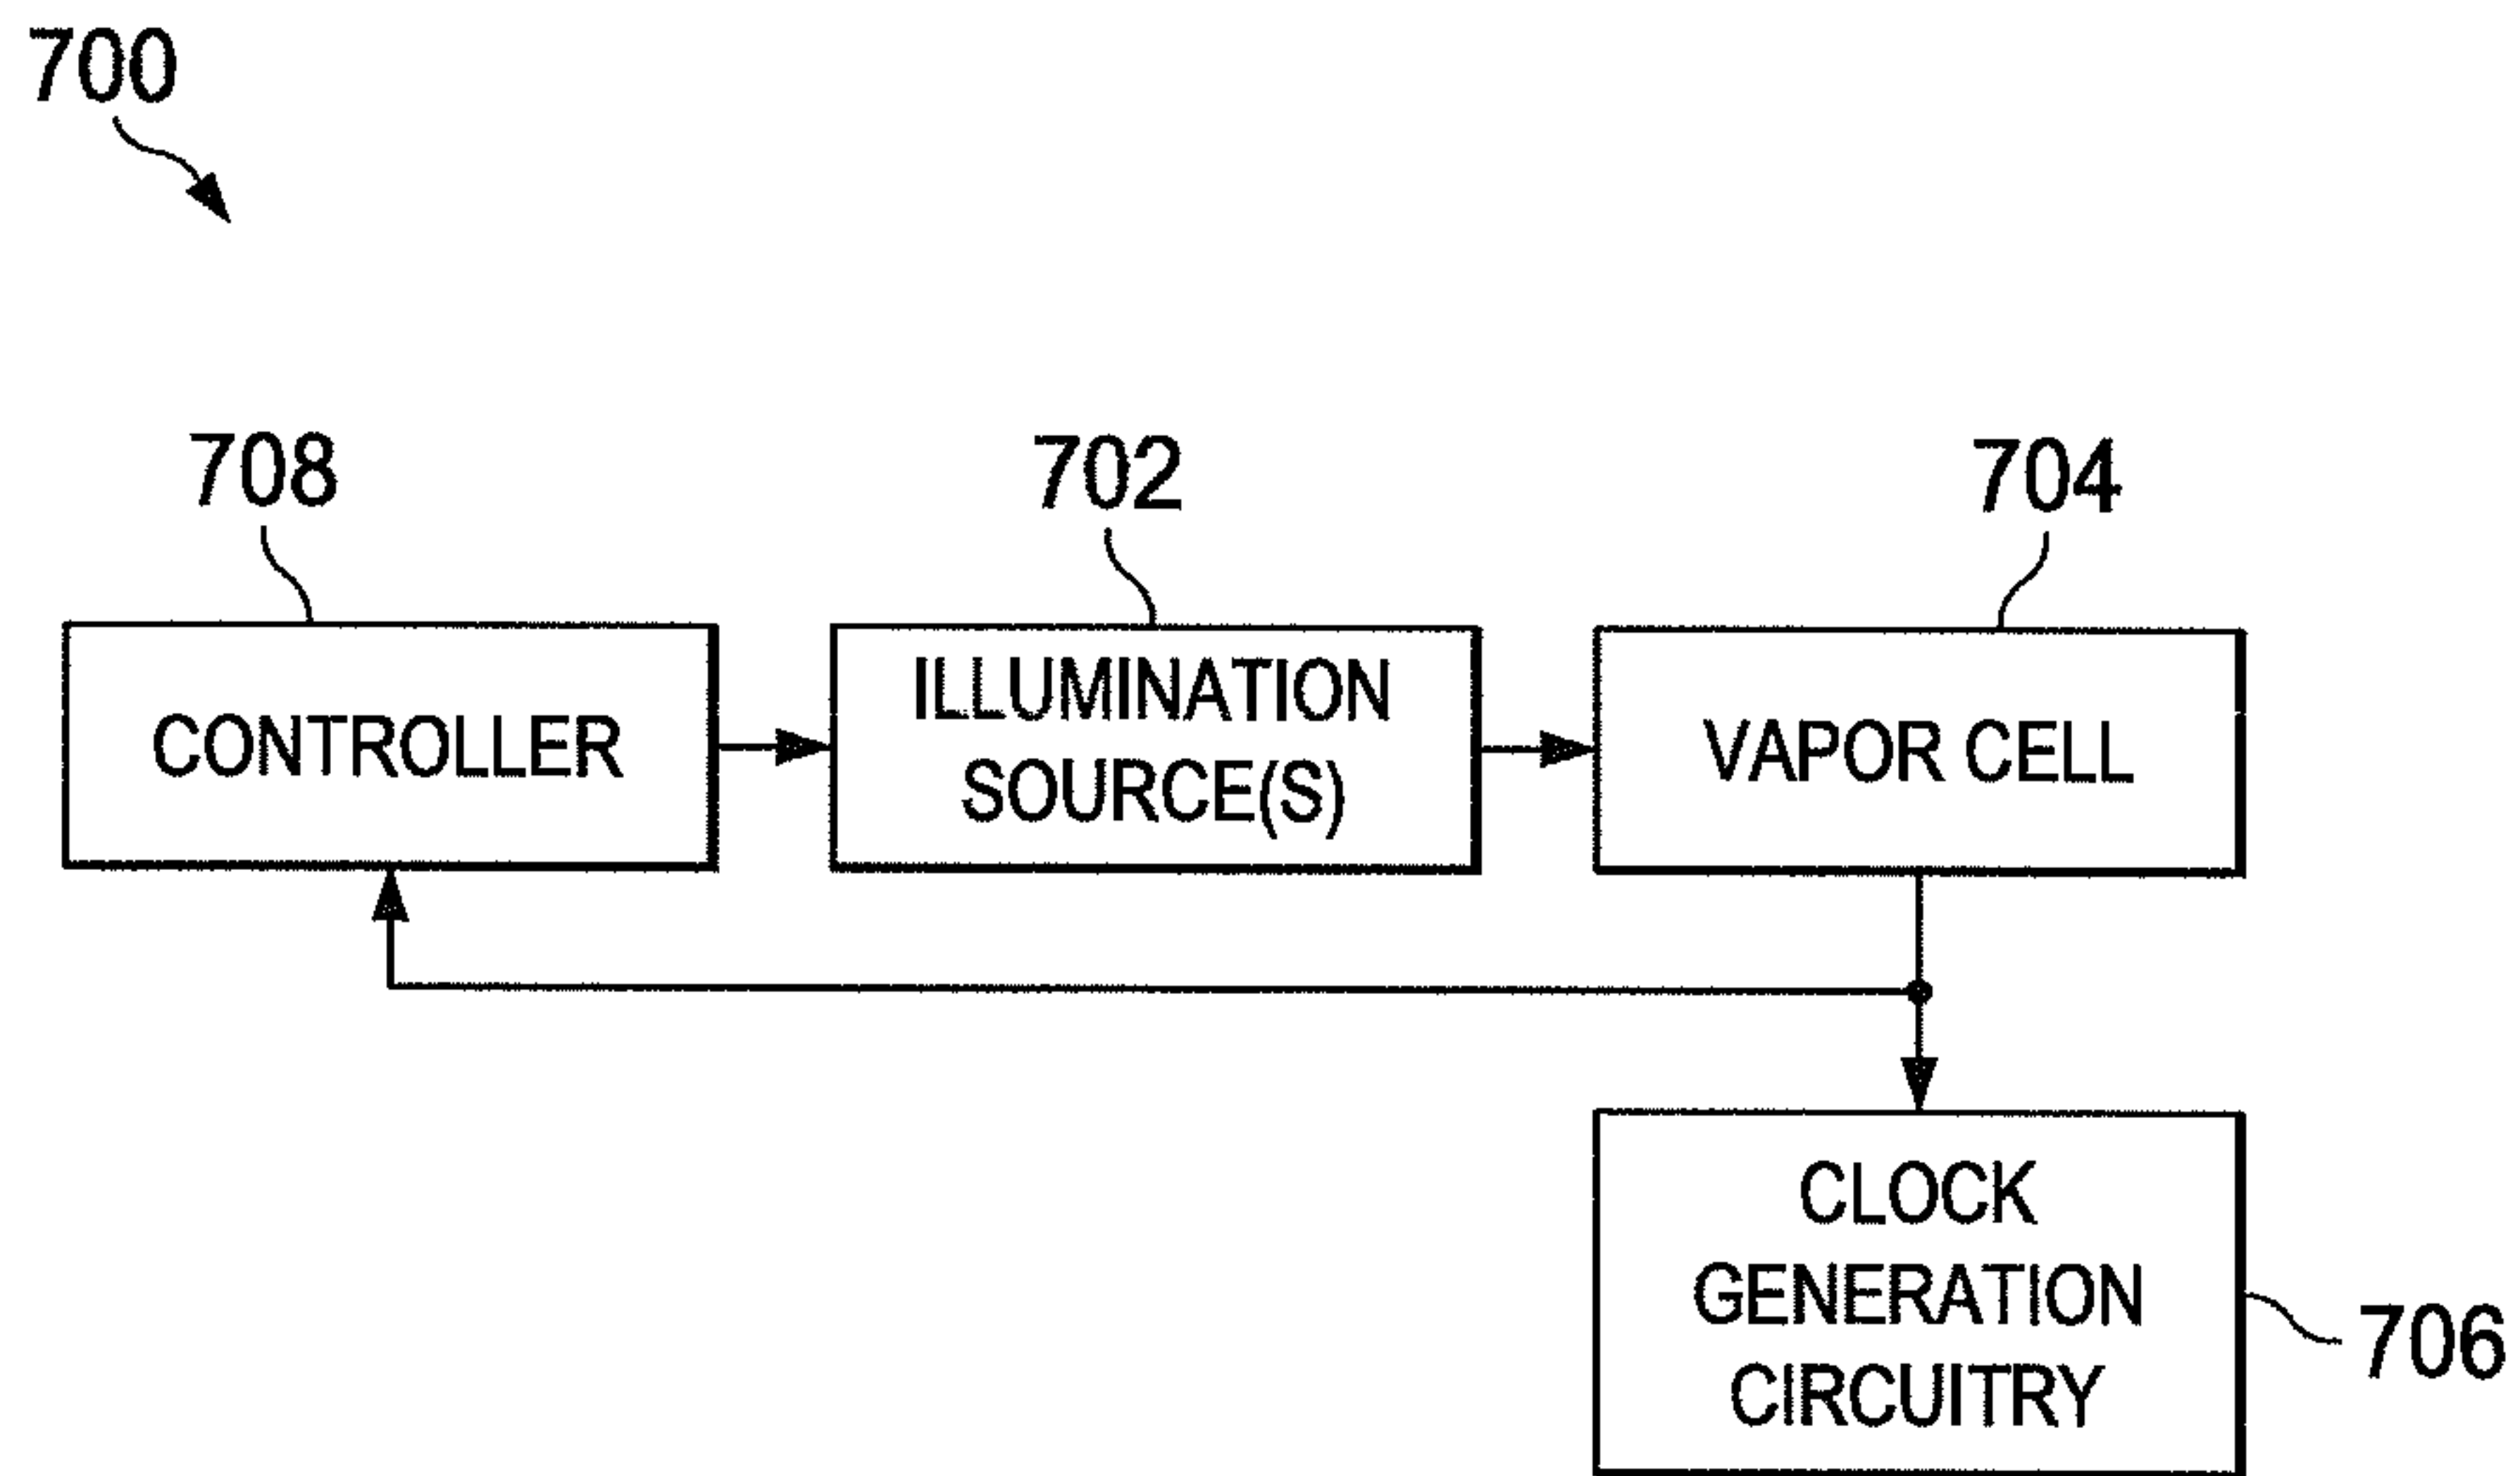 700
708
702
704
CONTROLLER
ILLUMINATION
SOURCE(S)
VAPOR CELL
CLOCK
GENERATION
CIRCUITRY
706